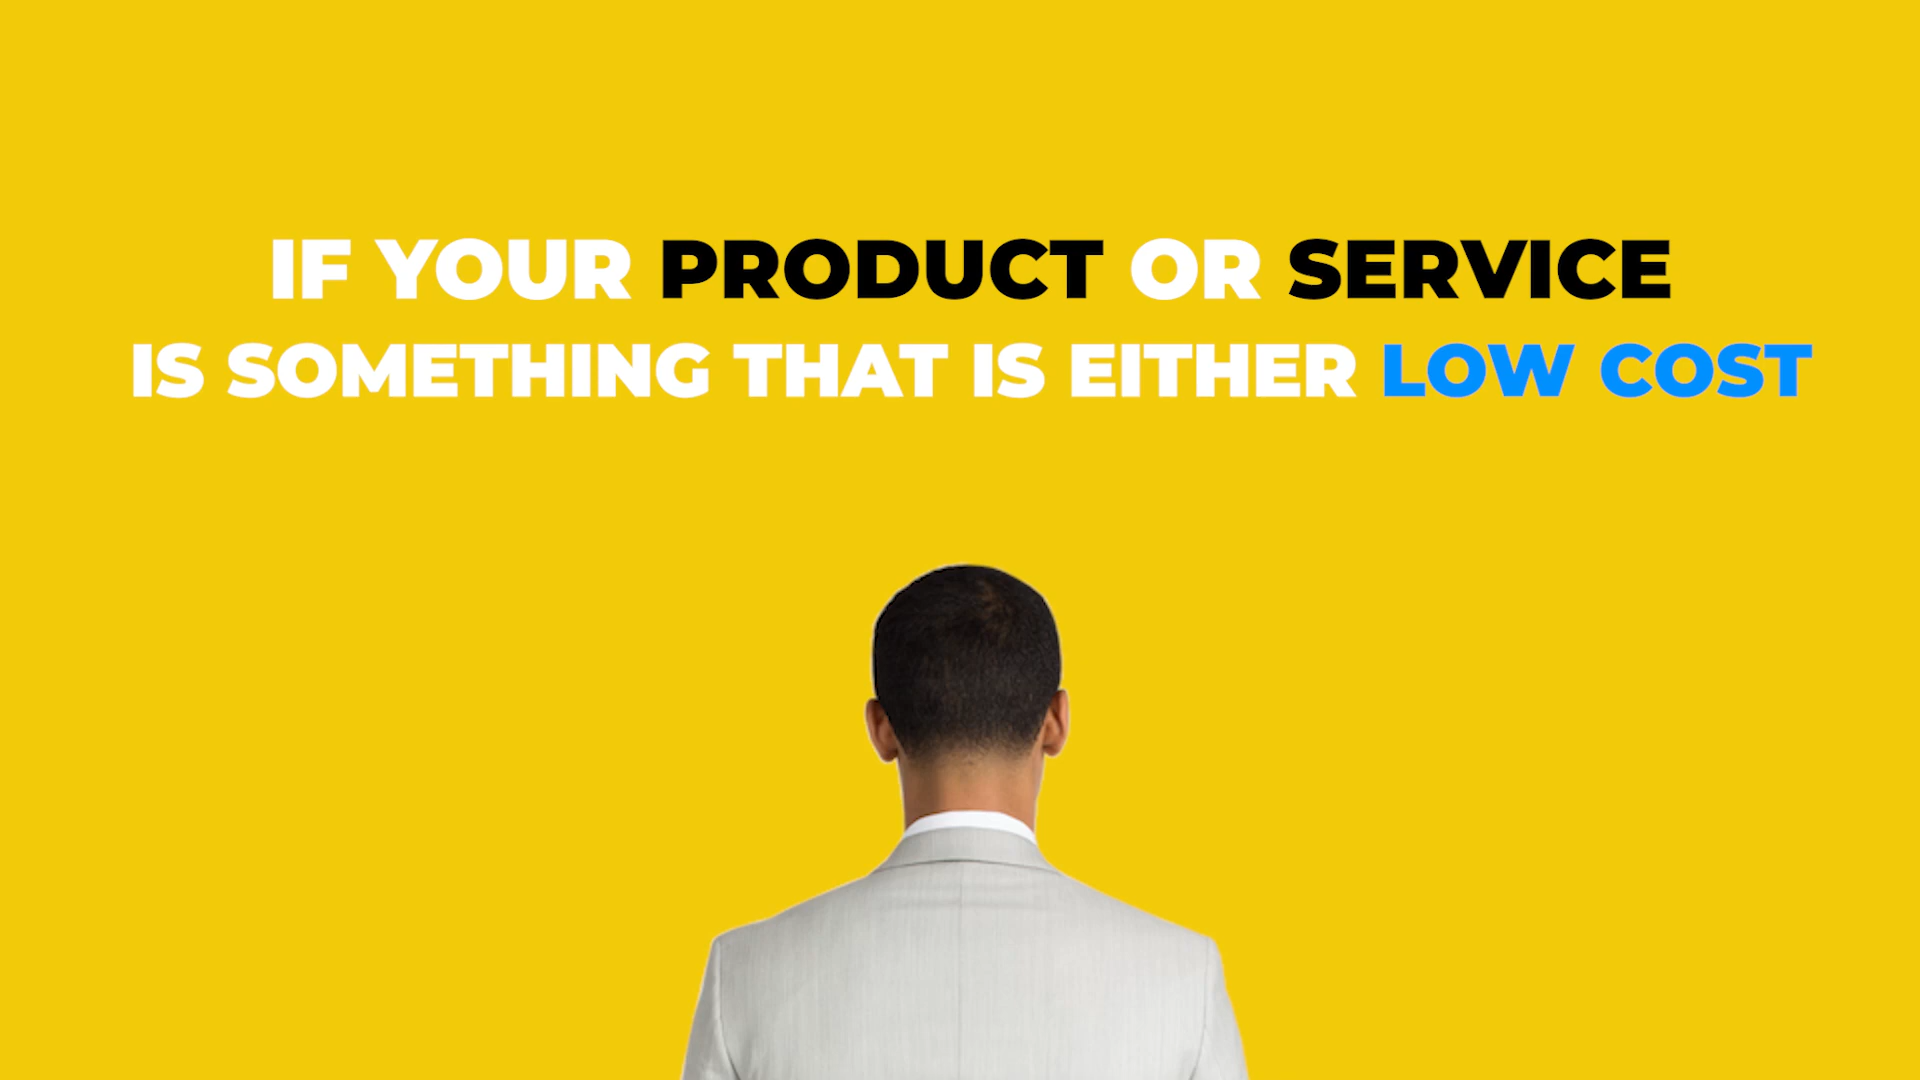 IF YOUR PRODUCT OR SERVICE
IS SOMETHING THAT IS EITHER LOW COST